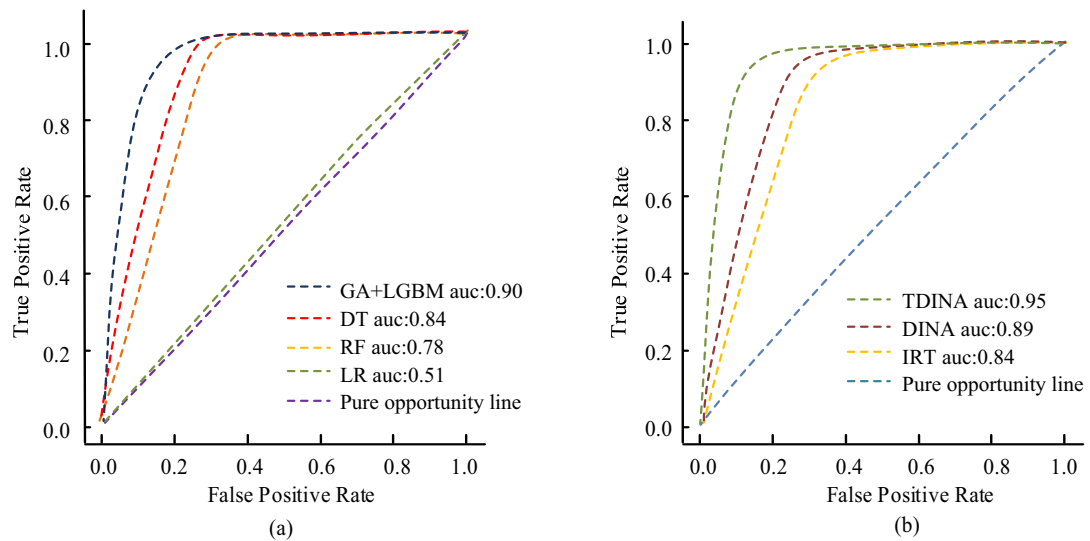 True Positive Rate
1.0
0.8
0.6
0.4
0.2
0.0
GA+LGBM auc:0.90
DT auc:0.84
RF auc:0.78
LR auc:0.51
Pure opportunity line
0.0 0.2 0.4 0.6 0.8 1.0
False Positive Rate
(a)
True Positive Rate
1.0
0.8
0.6
0.4
0.2
0.0
TDINA auc:0.95
DINA auc:0.89
IRT auc:0.84
Pure opportunity line
0.0 0.2 0.4 0.6 0.8 1.0
False Positive Rate
(b)